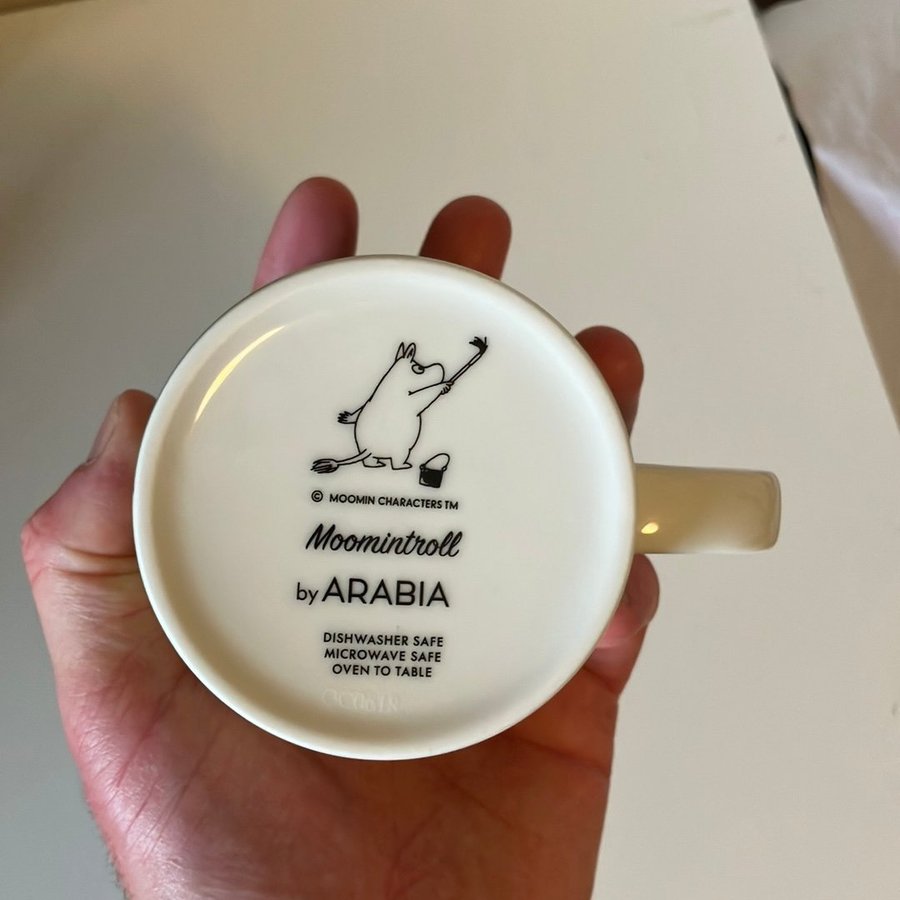 © MOOMIN CHARACTERS TM
Moomintroll
by ARABIA
DISHWASHER SAFE
MICROWAVE SAFE
OVEN TO TABLE